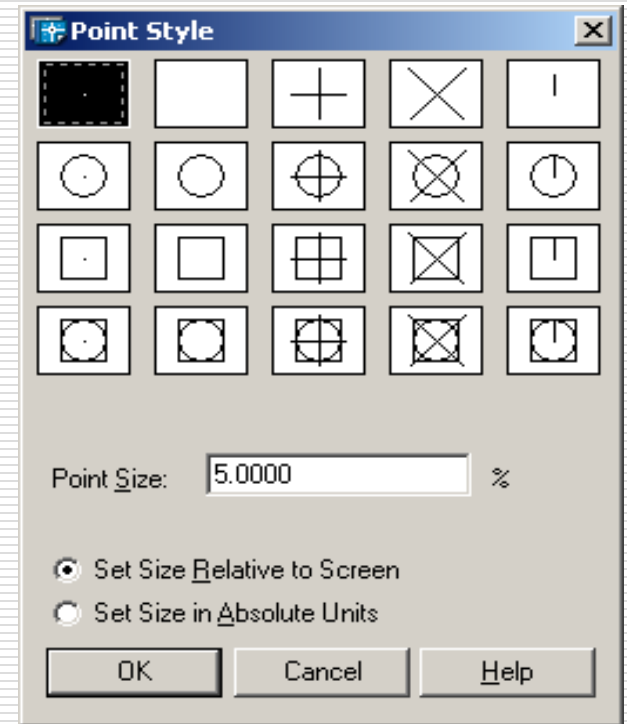 Point Style
Point Size: 5.0000 %
Set Size Relative to Screen
Set Size in Absolute Units
OK Cancel Help